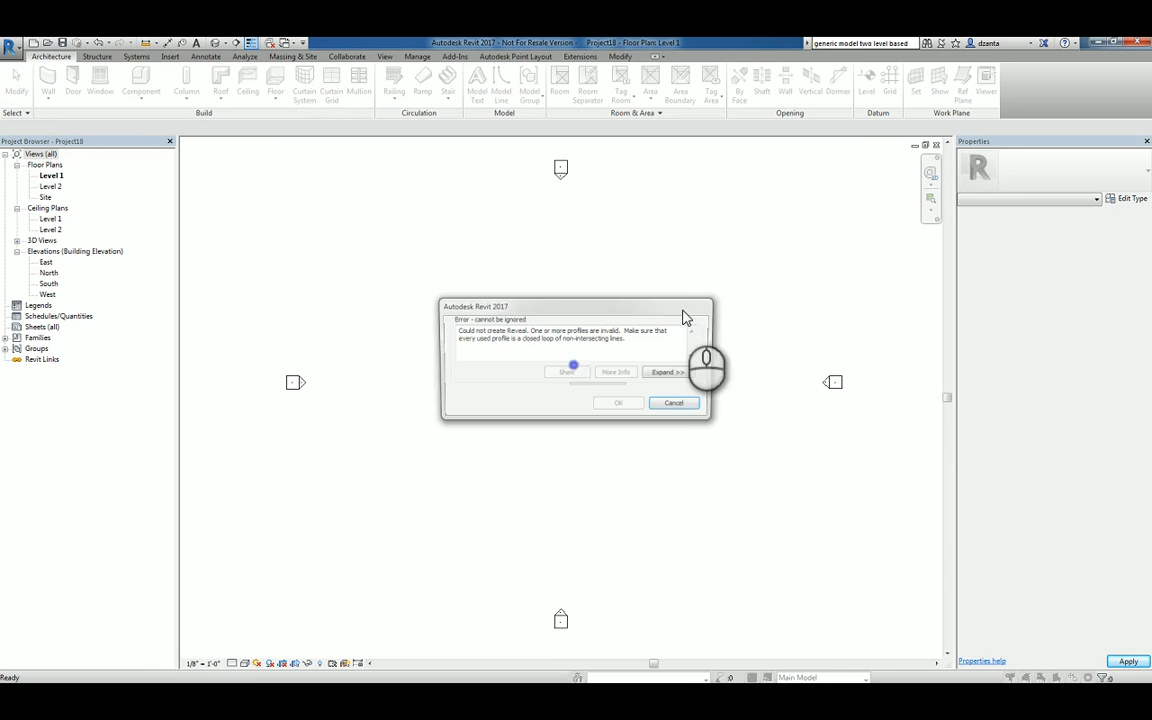 Autodesk Revit 2017 - Not For Resale Version - Project18 - Floor Plan: Level 1
generic model two level based
dzanta
Architecture Structure Systems Insert Annotate Analyze Massing & Site Collaborate View Manage Add-Ins Autodesk Point Layout Extensions Modify
Modify Wall Door Window Component Column Roof Ceiling Floor Curtain System Curtain Grid Mullion Railing Ramp Stair Model Text Model Line Model Group Room Room Separator Tag Room Area Area Boundary Tag Area By Face Shaft Wall Vertical Dormer Level Grid Set Show Ref Plane Viewer
Select Build Circulation Model Room & Area Opening Datum Work Plane
Project Browser - Project18
Views (all)
Floor Plans
Level 1
Level 2
Site
Ceiling Plans
Level 1
Level 2
3D Views
Elevations (Building Elevation)
East
North
South
West
Legends
Schedules/Quantities
Sheets (all)
Families
Groups
Revit Links
Autodesk Revit 2017
Error - cannot be ignored
Could not create Reveal. One or more profiles are invalid. Make sure that
every used profile is a closed loop of non-intersecting lines.
Show More Info Expand >>
OK Cancel
Properties
R
Edit Type
Properties help
Apply
1/8" = 1'-0"
Ready
:0
Main Model
:0